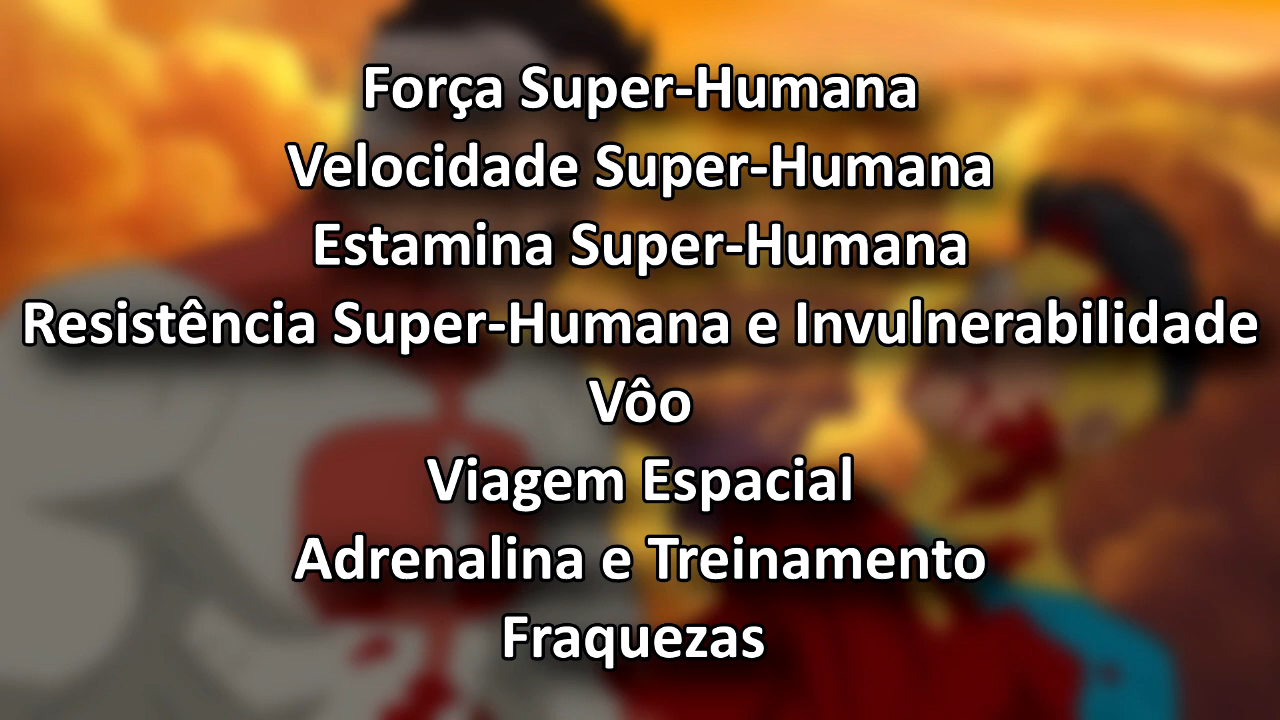 Força Super-Humana
Velocidade Super-Humana
Estamina Super-Humana
Resistência Super-Humana e Invulnerabilidade
Vôo
Viagem Espacial
Adrenalina e Treinamento
Fraquezas